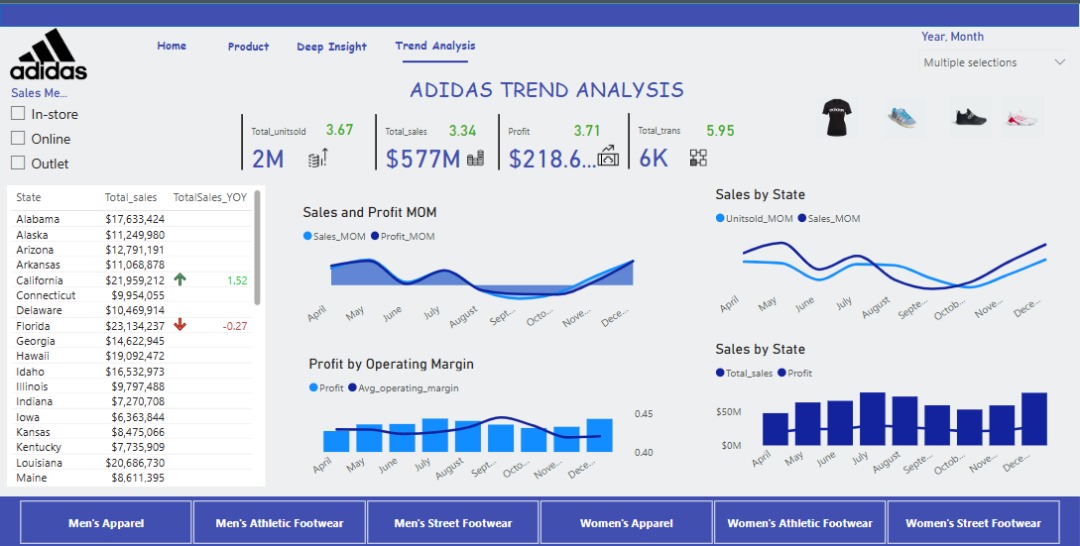 adidas
Home Product Deep Insight Trend Analysis
Year, Month
Multiple selections
Sales Me...
In-store
Online
Outlet
ADIDAS TREND ANALYSIS
Total_unitsold 3.67
2M
Total_sales 3.34
$577M
Profit 3.71
$218.6...
Total_trans 5.95
6K
State Total_sales TotalSales_YOY
Alabama $17,633,424
Alaska $11,249,980
Arizona $12,791,191
Arkansas $11,068,878
California $21,959,212 1.52
Connecticut $9,954,055
Delaware $10,469,914
Florida $23,134,237 -0.27
Georgia $14,622,945
Hawaii $19,092,472
Idaho $16,532,973
Illinois $9,797,488
Indiana $7,270,708
Iowa $6,363,844
Kansas $8,475,066
Kentucky $7,735,909
Louisiana $20,686,730
Maine $8,611,395
Sales and Profit MOM
Sales_MOM Profit_MOM
April May June July August Sept... Octo... Nove... Dece...
Sales by State
Unitsold_MOM Sales_MOM
April May June July August Septe... Octob... Nove... Dece...
Profit by Operating Margin
Profit Avg_operating_margin
0.45
0.40
April May June July August Sept... Octo... Nove... Dece...
Sales by State
Total_sales Profit
$50M
$0M
April May June July August Septe... Octob... Nove... Dece...
Men's Apparel Men's Athletic Footwear Men's Street Footwear Women's Apparel Women's Athletic Footwear Women's Street Footwear